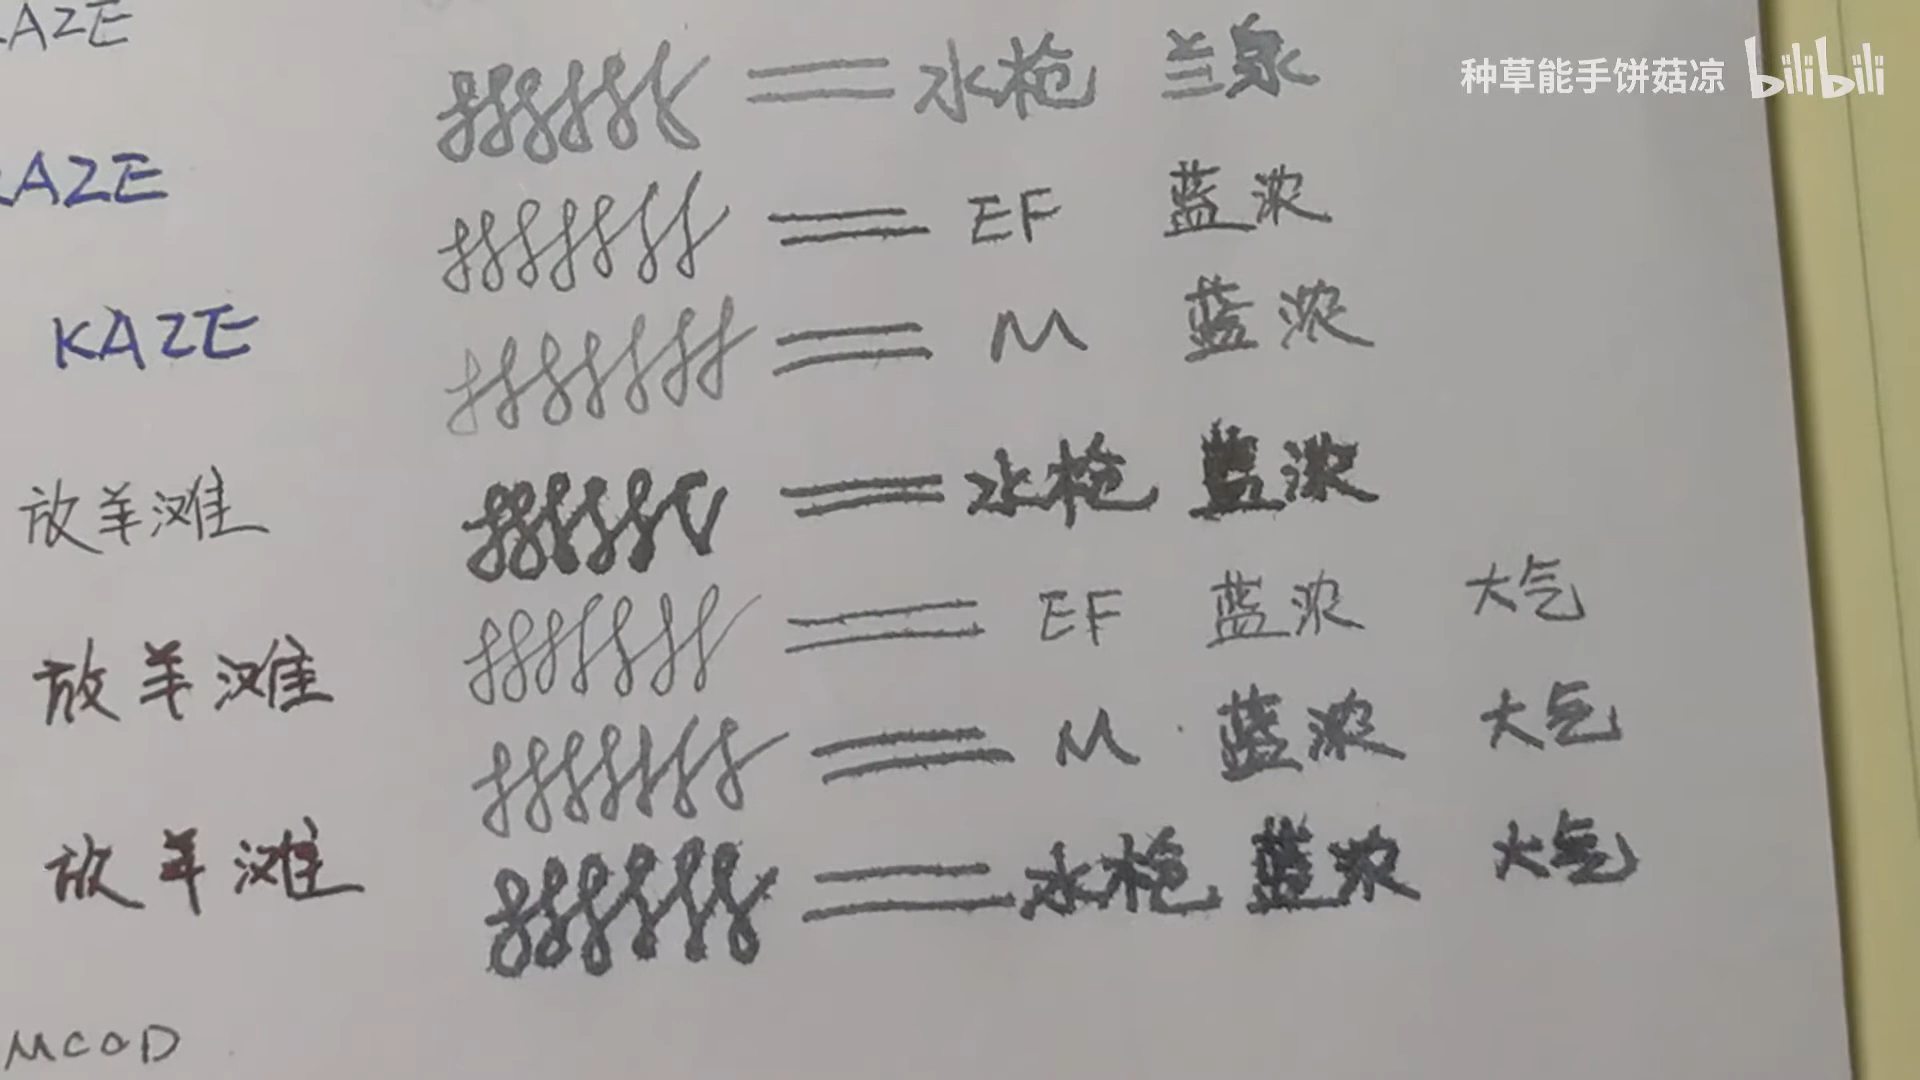 AZE 水枪 兰泉
种草能手饼菇凉 bilibili
AZE EF 蓝浓
KAZE M 蓝浓
放羊滩 水枪 蓝浓
放羊滩 EF 蓝浓 大气
M 蓝浓 大气
放羊滩 水枪 蓝浓 大气
MCOD